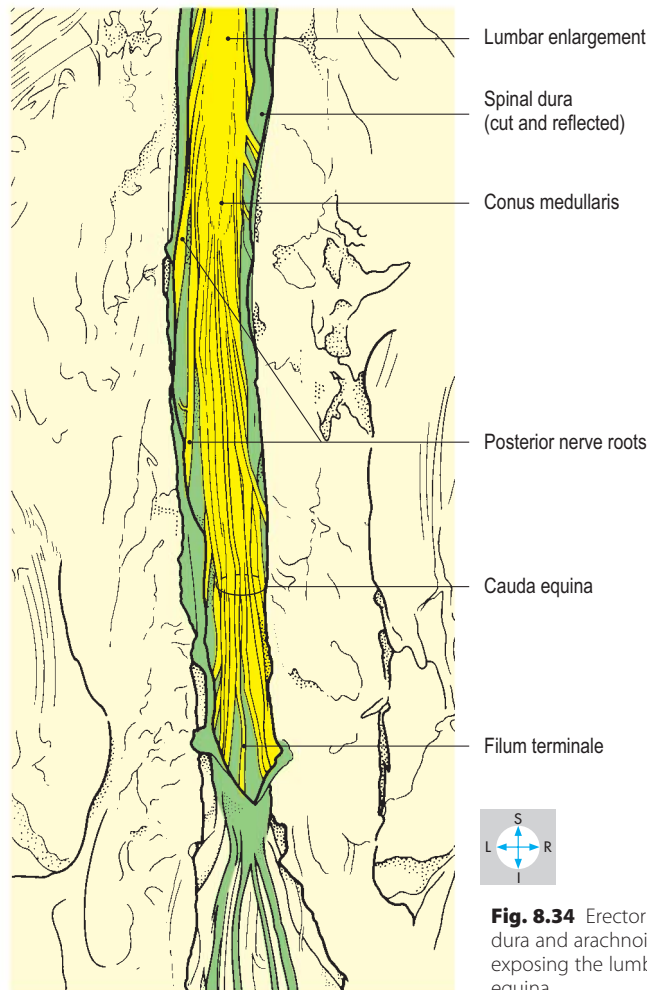 Lumbar enlargement
Spinal dura
(cut and reflected)
Conus medullaris
Posterior nerve roots
Cauda equina
Filum terminale
S
L R
I
Fig. 8.34 Erector
dura and arachnoi
exposing the lumb
equina